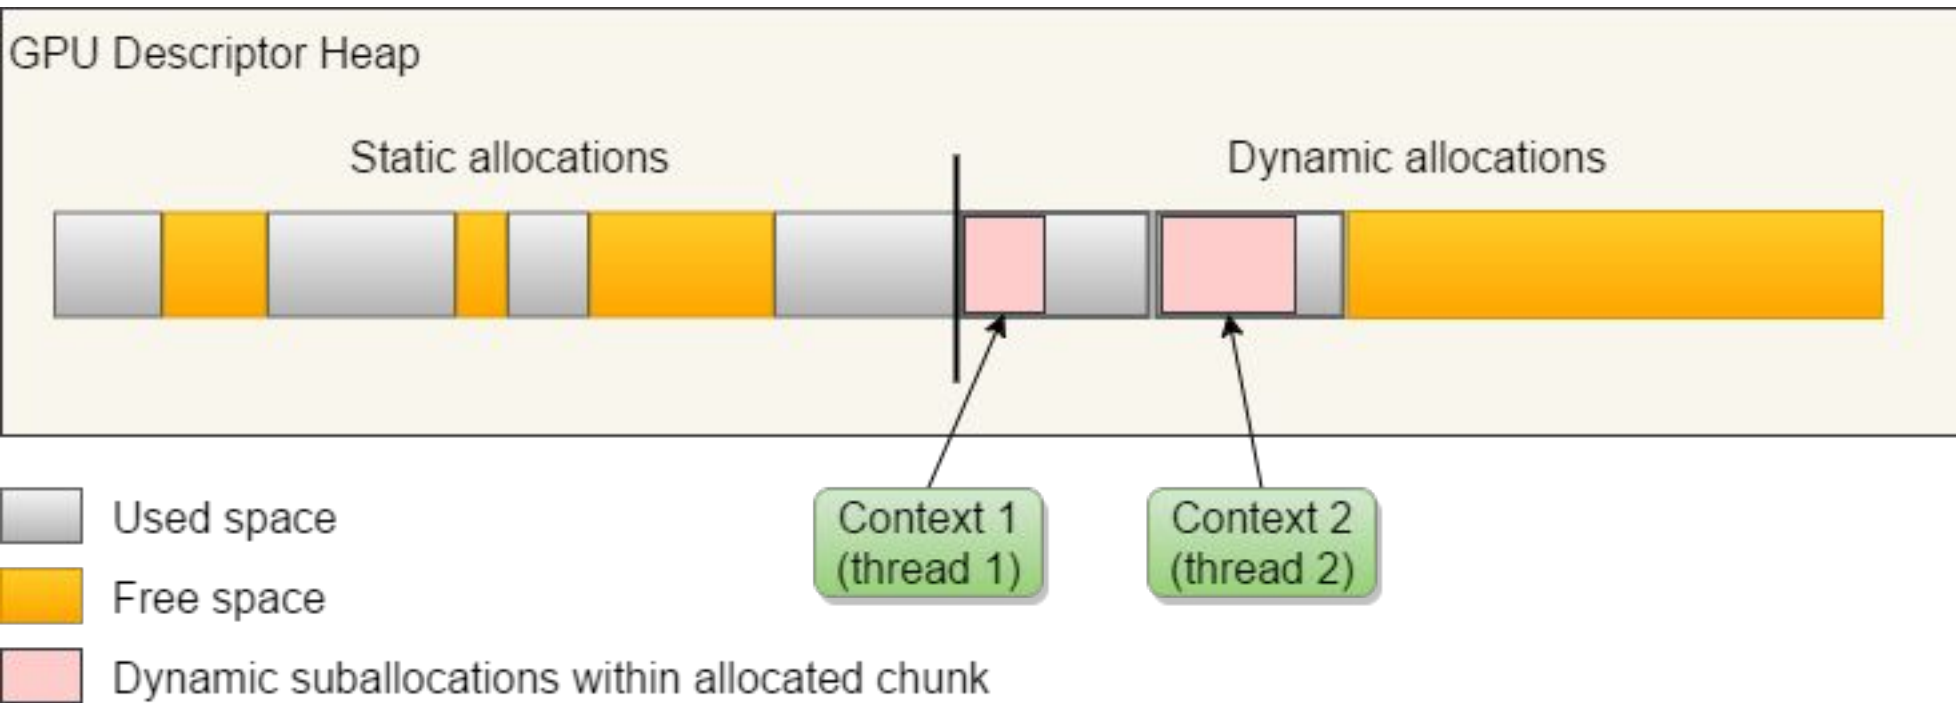 GPU Descriptor Heap
Static allocations
Dynamic allocations
Context 1
(thread 1)
Context 2
(thread 2)
Used space
Free space
Dynamic suballocations within allocated chunk